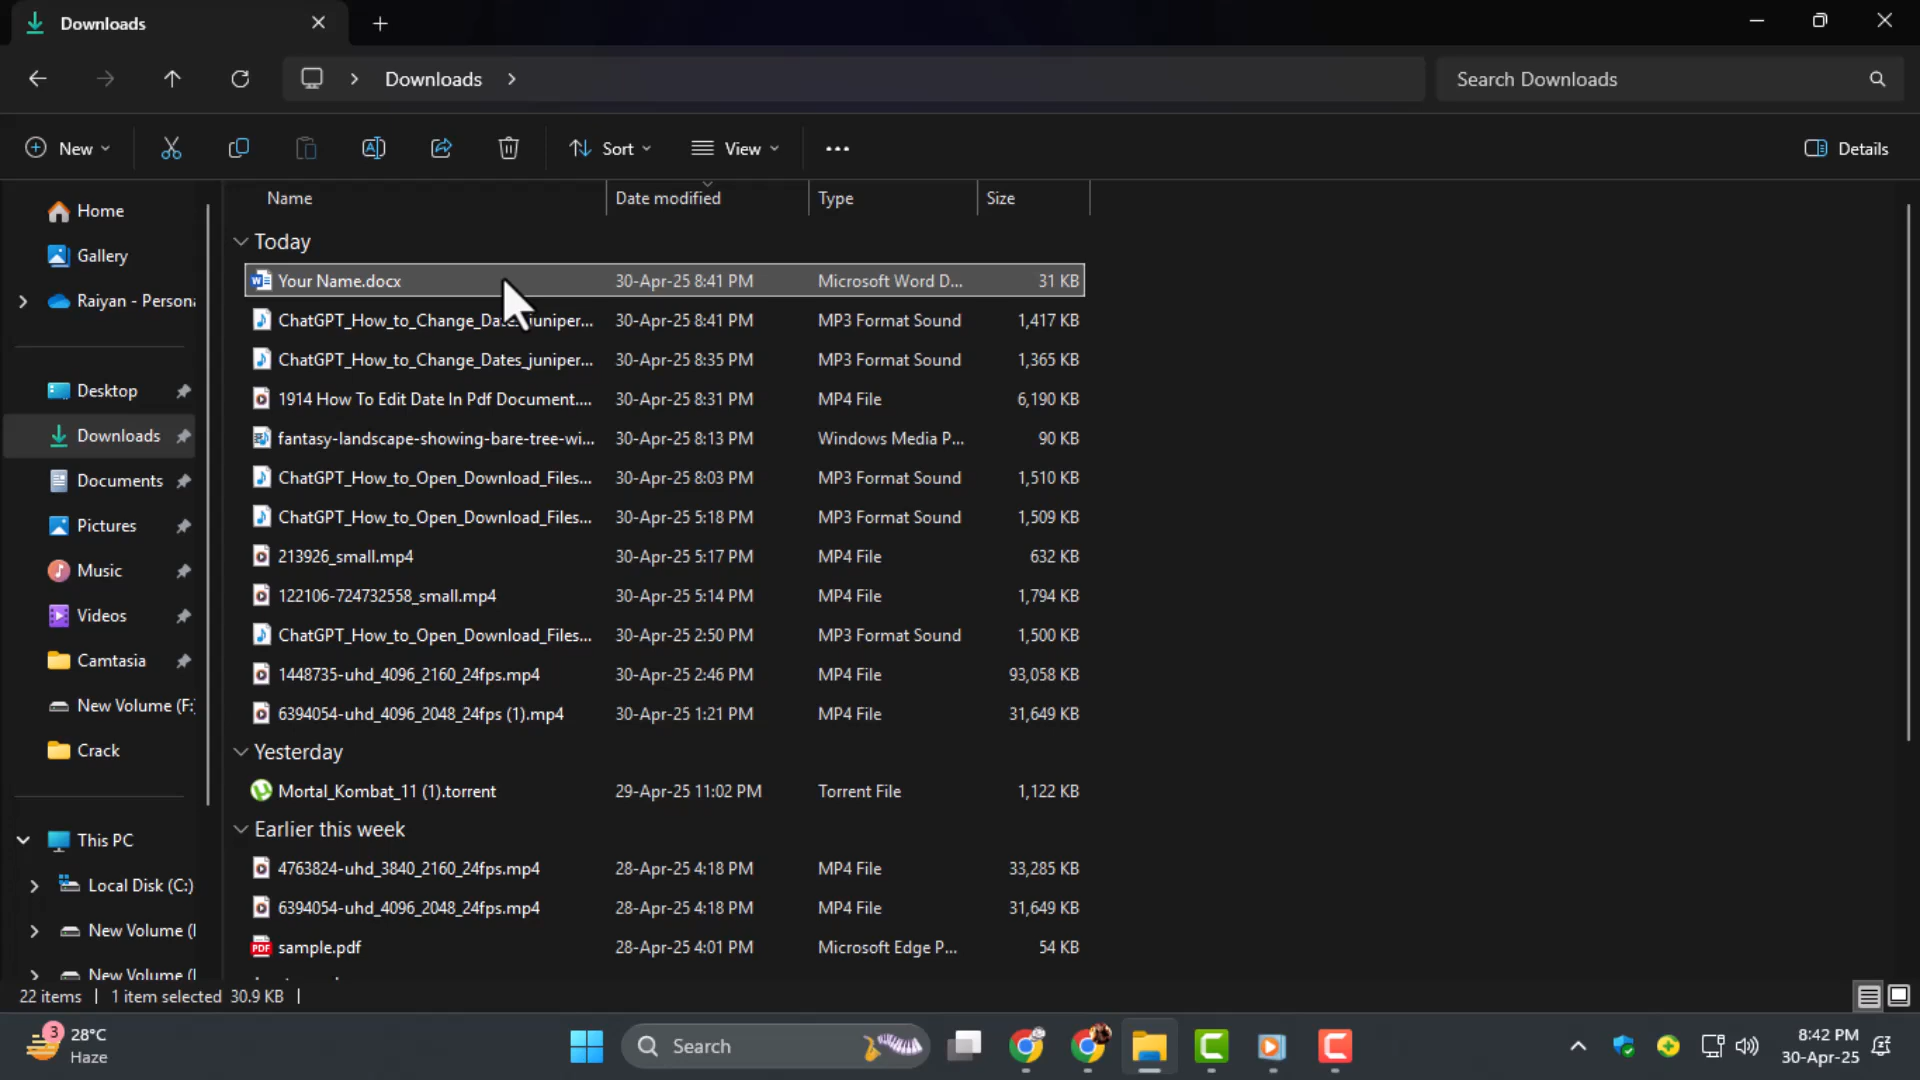 Downloads
Downloads
Search Downloads
New
Sort
View
Details
Name Date modified Type Size
Home
Gallery
Raiyan - Persona
Desktop
Downloads
Documents
Pictures
Music
Videos
Camtasia
New Volume (F:
Crack
This PC
Local Disk (C:)
New Volume (
New Volume (
Today
Your Name.docx 30-Apr-25 8:41 PM Microsoft Word D... 31 KB
ChatGPT_How_to_Change_Da juniper... 30-Apr-25 8:41 PM MP3 Format Sound 1,417 KB
ChatGPT_How_to_Change_Dates_juniper... 30-Apr-25 8:35 PM MP3 Format Sound 1,365 KB
1914 How To Edit Date In Pdf Document.... 30-Apr-25 8:31 PM MP4 File 6,190 KB
fantasy-landscape-showing-bare-tree-wi... 30-Apr-25 8:13 PM Windows Media P... 90 KB
ChatGPT_How_to_Open_Download_Files... 30-Apr-25 8:03 PM MP3 Format Sound 1,510 KB
ChatGPT_How_to_Open_Download_Files... 30-Apr-25 5:18 PM MP3 Format Sound 1,509 KB
213926_small.mp4 30-Apr-25 5:17 PM MP4 File 632 KB
122106-724732558_small.mp4 30-Apr-25 5:14 PM MP4 File 1,794 KB
ChatGPT_How_to_Open_Download_Files... 30-Apr-25 2:50 PM MP3 Format Sound 1,500 KB
1448735-uhd_4096_2160_24fps.mp4 30-Apr-25 2:46 PM MP4 File 93,058 KB
6394054-uhd_4096_2048_24fps (1).mp4 30-Apr-25 1:21 PM MP4 File 31,649 KB
Yesterday
Mortal_Kombat_11 (1).torrent 29-Apr-25 11:02 PM Torrent File 1,122 KB
Earlier this week
4763824-uhd_3840_2160_24fps.mp4 28-Apr-25 4:18 PM MP4 File 33,285 KB
6394054-uhd_4096_2048_24fps.mp4 28-Apr-25 4:18 PM MP4 File 31,649 KB
sample.pdf 28-Apr-25 4:01 PM Microsoft Edge P... 54 KB
22 items 1 item selected 30.9 KB
3
28°C
Haze
Search
8:42 PM
30-Apr-25